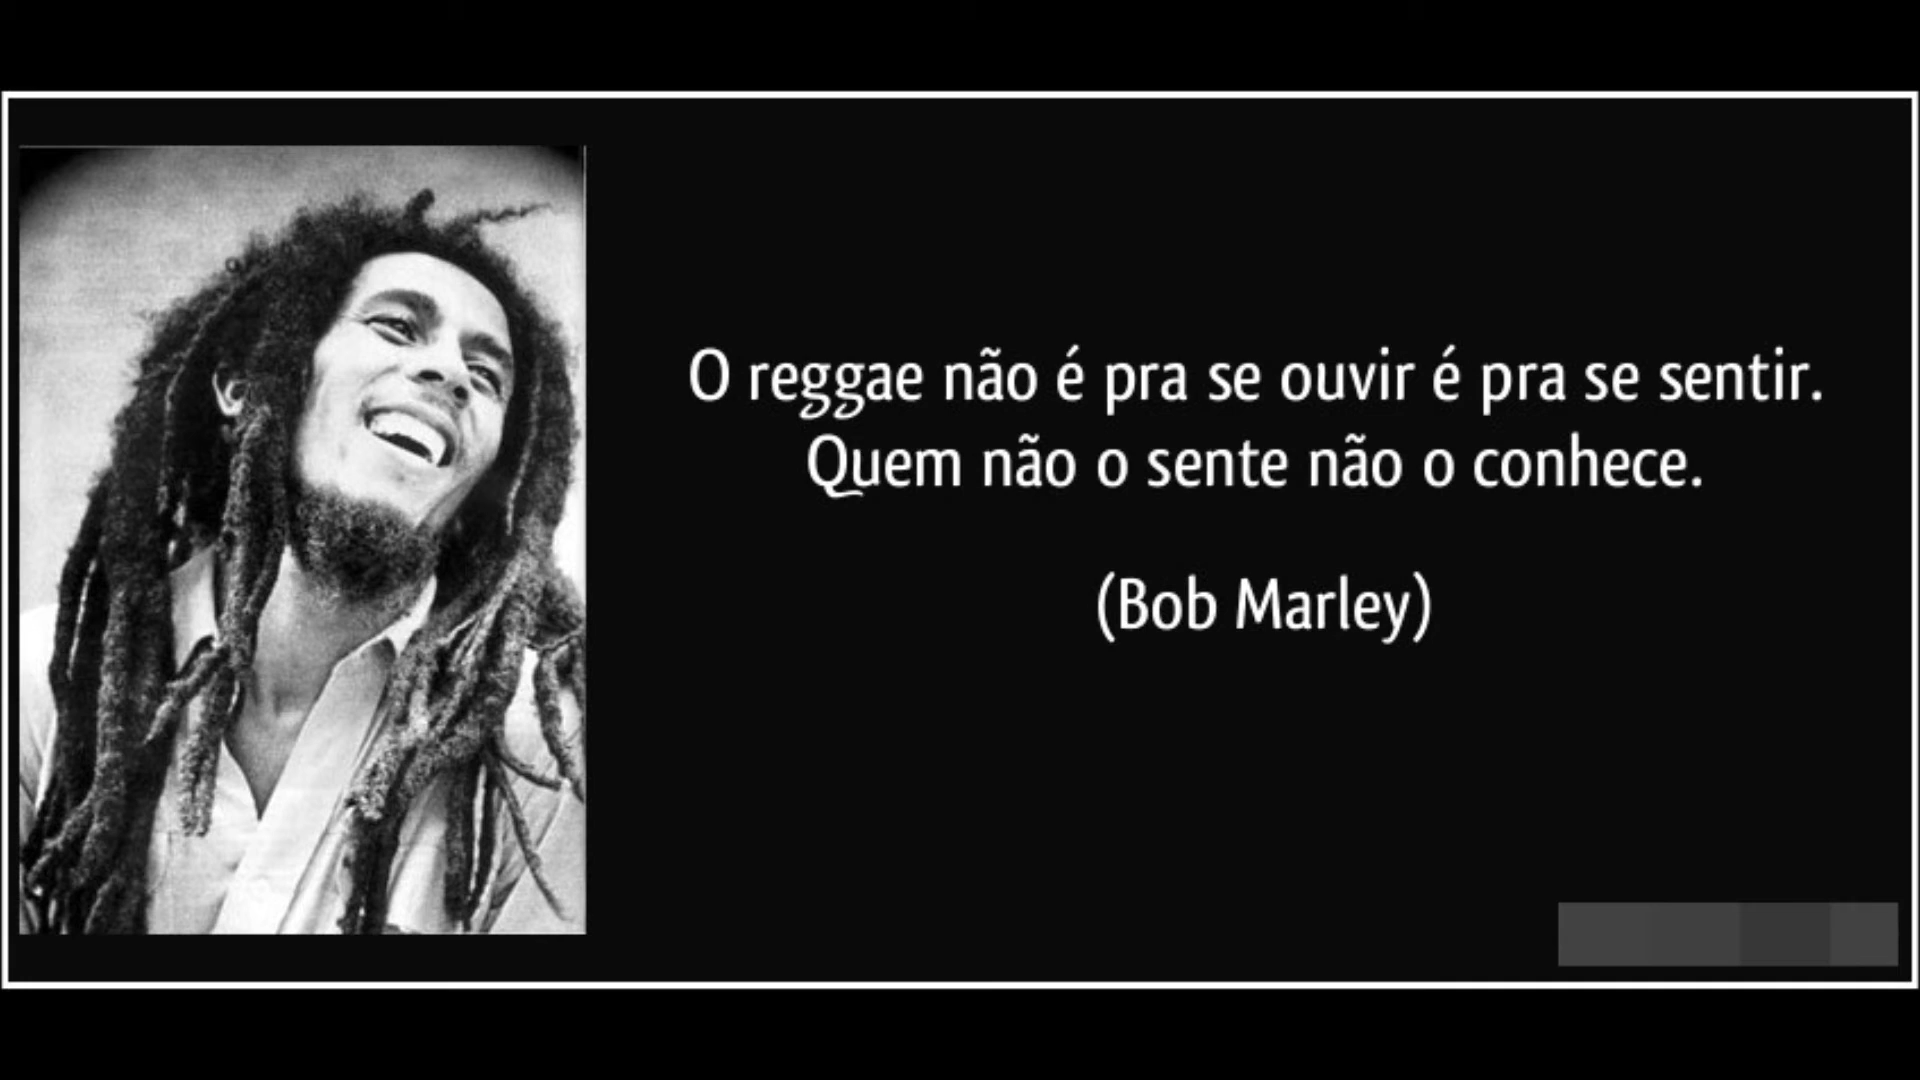 O reggae não é pra se ouvir é pra se sentir.
Quem não o sente não o conhece.
(Bob Marley)